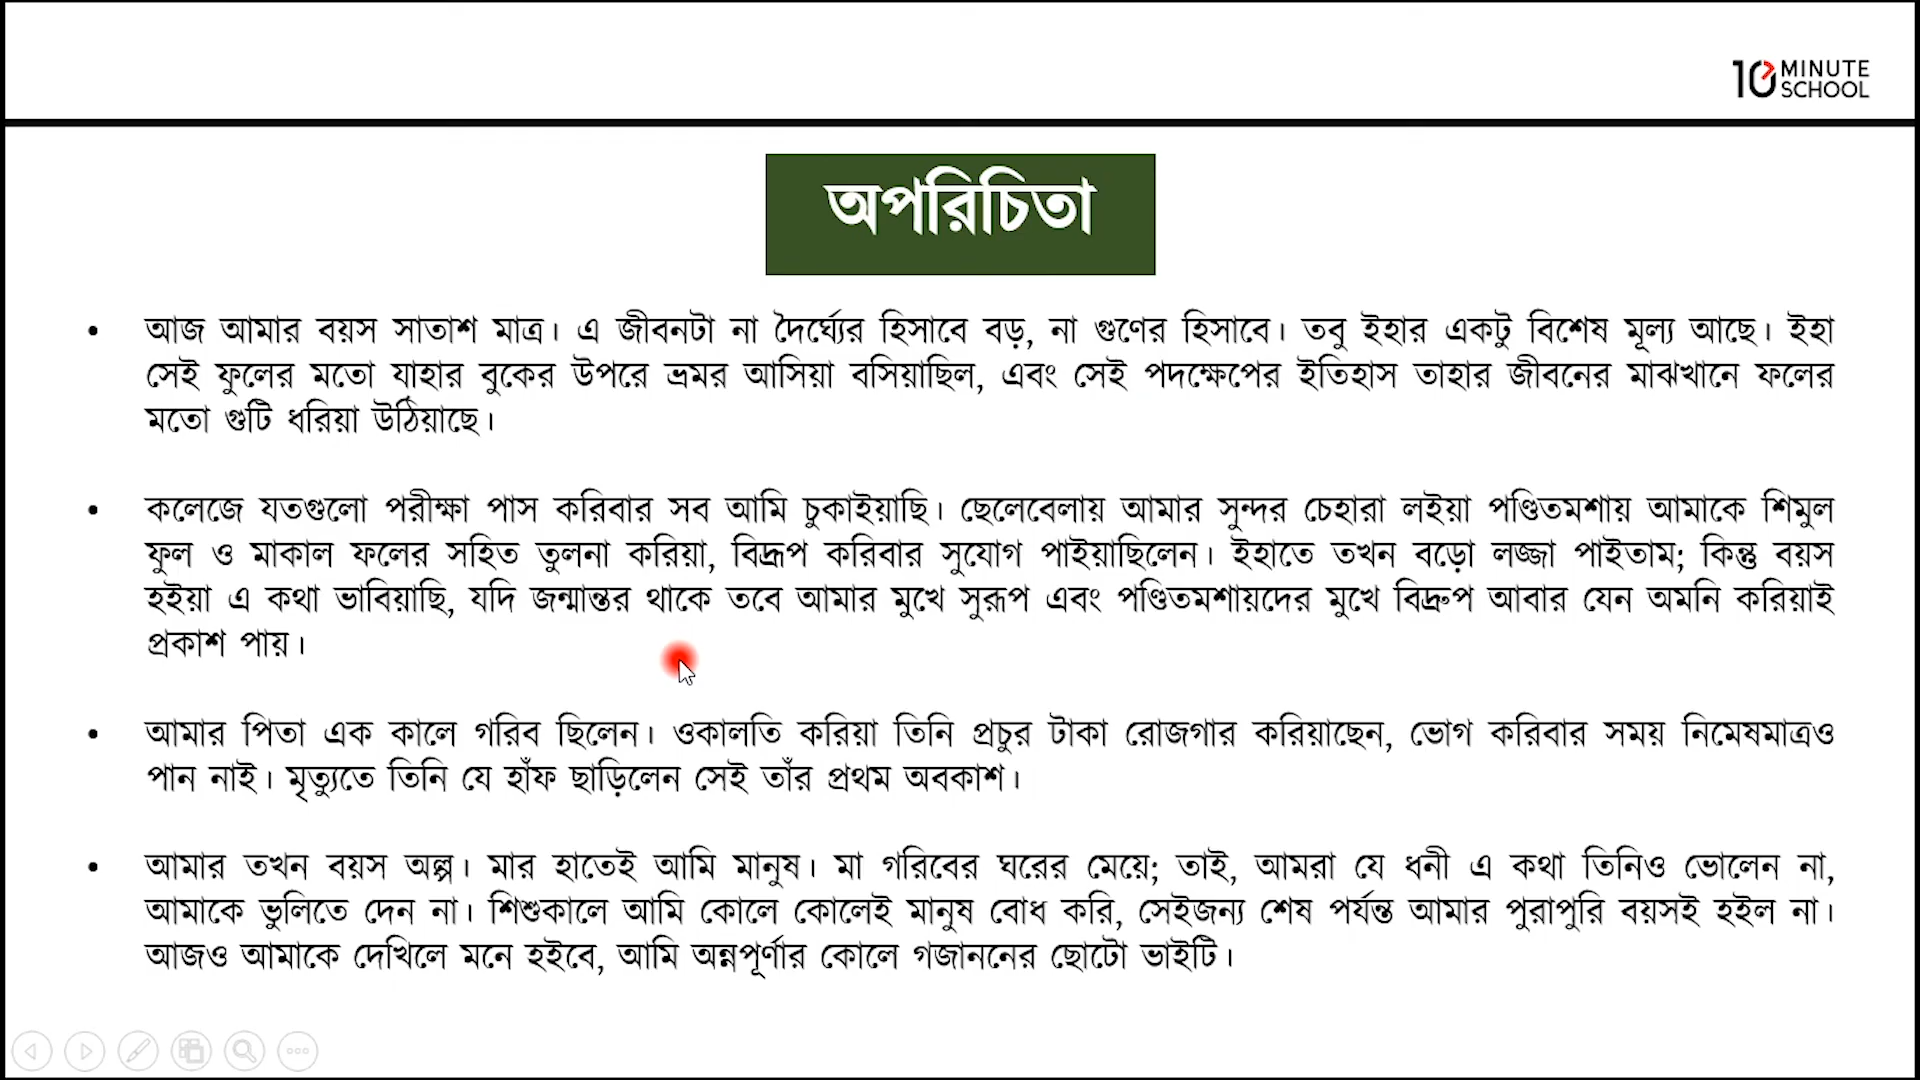 10 MINUTE
SCHOOL
অপরিচিতা
• আজ আমার বয়স সাতাশ মাত্র। এ জীবনটা না দৈর্ঘ্যের হিসাবে বড়, না গুণের হিসাবে। তবু ইহার একটু বিশেষ মূল্য আছে। ইহা
সেই ফুলের মতো যাহার বুকের উপরে ভ্রমর আসিয়া বসিয়াছিল, এবং সেই পদক্ষেপের ইতিহাস তাহার জীবনের মাঝখানে ফলের
মতো গুটি ধরিয়া উঠিয়াছে।
• কলেজে যতগুলো পরীক্ষা পাস করিবার সব আমি চুকাইয়াছি। ছেলেবেলায় আমার সুন্দর চেহারা লইয়া পণ্ডিতমশায় আমাকে শিমুল
ফুল ও মাকাল ফলের সহিত তুলনা করিয়া, বিদ্রূপ করিবার সুযোগ পাইয়াছিলেন। ইহাতে তখন বড়ো লজ্জা পাইতাম; কিন্তু বয়স
হইয়া এ কথা ভাবিয়াছি, যদি জন্মান্তর থাকে তবে আমার মুখে সুরূপ এবং পণ্ডিতমশায়দের মুখে বিদ্রুপ আবার যেন অমনি করিয়াই
প্রকাশ পায়।
• আমার পিতা এক কালে গরিব ছিলেন। ওকালতি করিয়া তিনি প্রচুর টাকা রোজগার করিয়াছেন, ভোগ করিবার সময় নিমেষমাত্রও
পান নাই। মৃত্যুতে তিনি যে হাঁফ ছাড়িলেন সেই তাঁর প্রথম অবকাশ।
• আমার তখন বয়স অল্প। মার হাতেই আমি মানুষ। মা গরিবের ঘরের মেয়ে; তাই, আমরা যে ধনী এ কথা তিনিও ভোলেন না,
আমাকে ভুলিতে দেন না। শিশুকালে আমি কোলে কোলেই মানুষ বোধ করি, সেইজন্য শেষ পর্যন্ত আমার পুরাপুরি বয়সই হইল না।
আজও আমাকে দেখিলে মনে হইবে, আমি অন্নপূর্ণার কোলে গজাননের ছোটো ভাইটি।